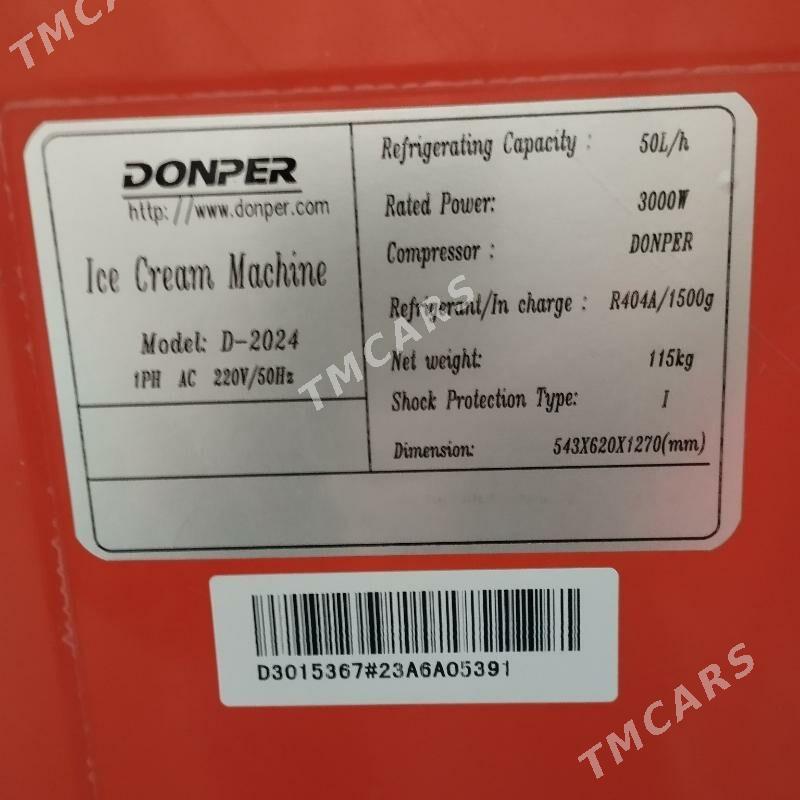 TMCARS
DONPER
http://www.donper.com
Ice Cream Machine
Model: D-2024
1PH AC 220V/50Hz
Refrigerating Capacity : 50L/h
Rated Power: 3000W
Compressor : DONPER
Refrigerant/In charge : R404A/1500g
Net weight: 115kg
Shock Protection Type: I
Dimension: 543X620X1270(mm)
TMCARS
D3015367#23A6A05391
TMCARS